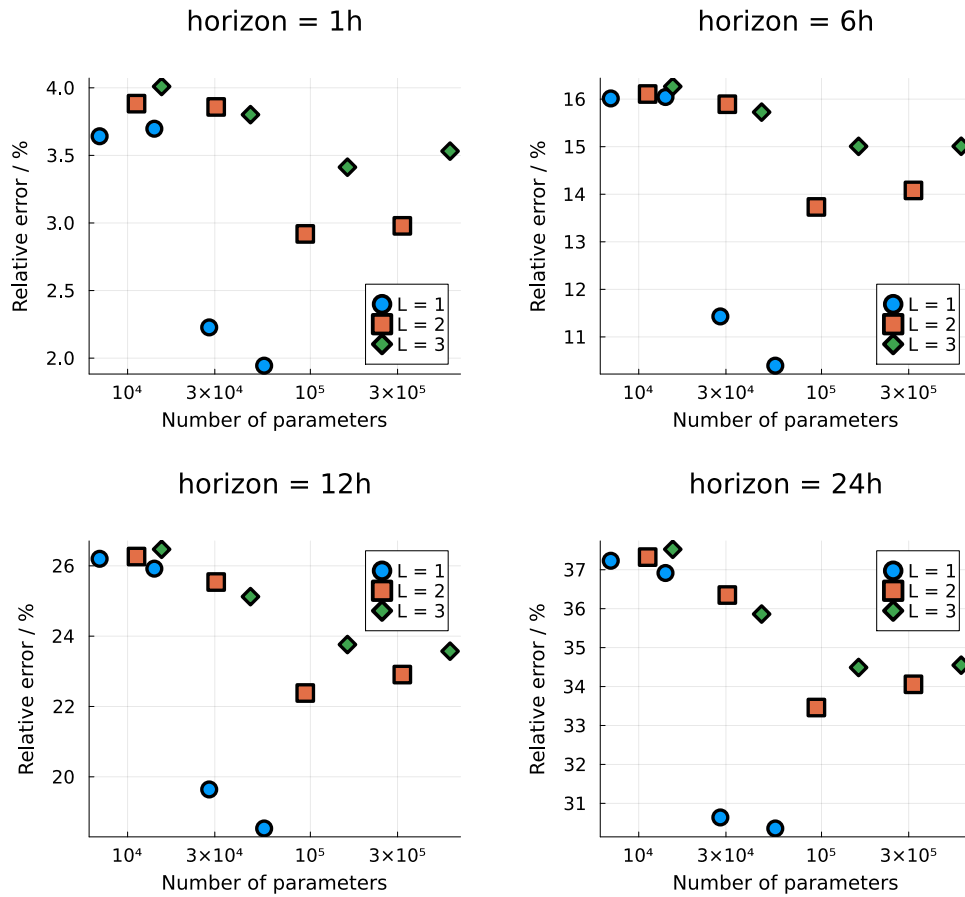 horizon = 1h
Relative error / %
4.0
3.5
3.0
2.5
2.0
10⁴
3×10⁴
10⁵
3×10⁵
Number of parameters
L = 1
L = 2
L = 3
horizon = 6h
Relative error / %
16
15
14
13
12
11
10⁴
3×10⁴
10⁵
3×10⁵
Number of parameters
L = 1
L = 2
L = 3
horizon = 12h
Relative error / %
26
24
22
20
10⁴
3×10⁴
10⁵
3×10⁵
Number of parameters
L = 1
L = 2
L = 3
horizon = 24h
Relative error / %
37
36
35
34
33
32
31
10⁴
3×10⁴
10⁵
3×10⁵
Number of parameters
L = 1
L = 2
L = 3